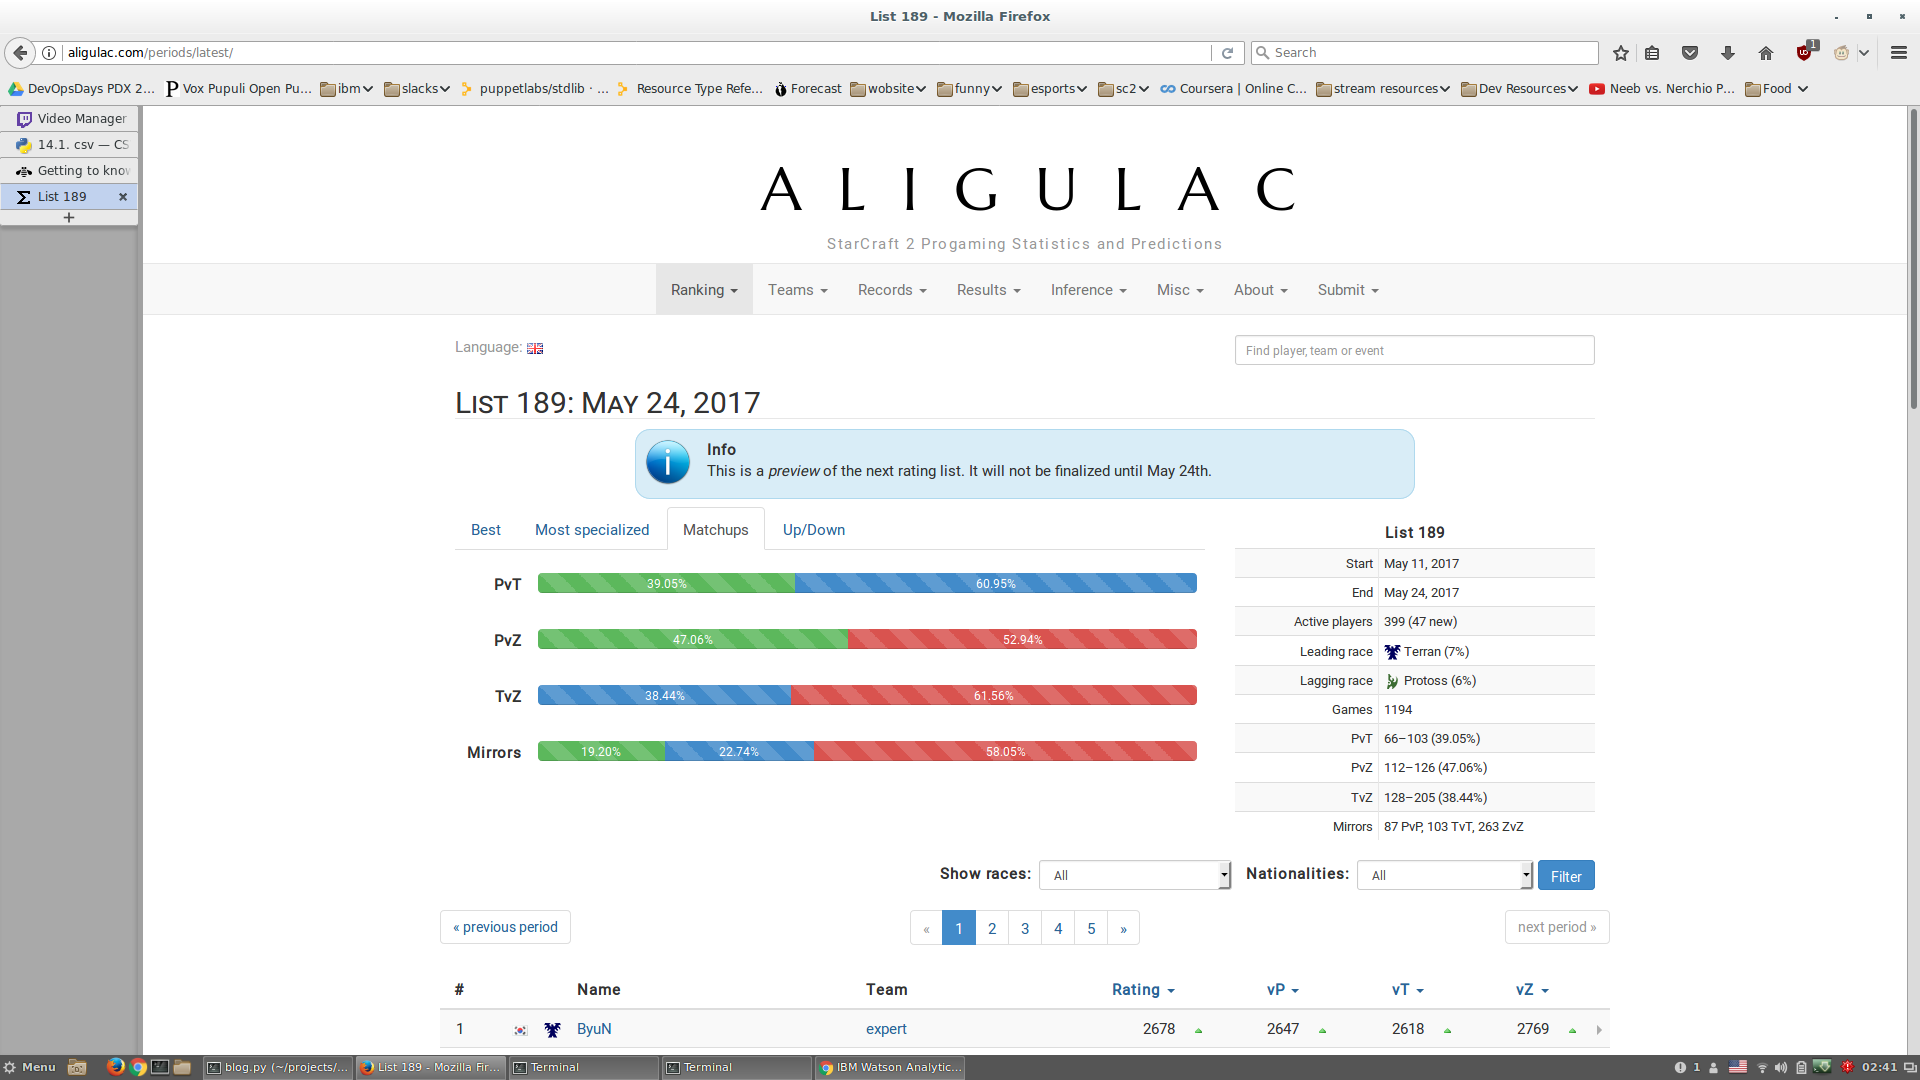 List 189 - Mozilla Firefox
aligulac.com/periods/latest/
Search
1
DevOpsDays PDX 2...
Vox Pupuli Open Pu...
ibm
slacks
puppetlabs/stdlib · ...
Resource Type Refe...
Forecast
wobsite
funny
esports
sc2
Coursera | Online C...
stream resources
Dev Resources
Neeb vs. Nerchio P...
Food
Video Manager
14.1. csv — CS
Getting to know
List 189
+
ALIGULAC
StarCraft 2 Progaming Statistics and Predictions
Ranking Teams Records Results Inference Misc About Submit
Language:
Find player, team or event
List 189: May 24, 2017
Info
This is a preview of the next rating list. It will not be finalized until May 24th.
Best Most specialized Matchups Up/Down
PvT 39.05% 60.95%
PvZ 47.06% 52.94%
TvZ 38.44% 61.56%
Mirrors 19.20% 22.74% 58.05%
List 189
Start May 11, 2017
End May 24, 2017
Active players 399 (47 new)
Leading race Terran (7%)
Lagging race Protoss (6%)
Games 1194
PvT 66–103 (39.05%)
PvZ 112–126 (47.06%)
TvZ 128–205 (38.44%)
Mirrors 87 PvP, 103 TvT, 263 ZvZ
Show races: All Nationalities: All Filter
« previous period
« 1 2 3 4 5 »
next period »
# Name Team Rating vP vT vZ
1 ByuN expert 2678 2647 2618 2769
Menu
blog.py (~/projects/...
List 189 - Mozilla Fir...
Terminal
Terminal
IBM Watson Analytic...
1
02:41